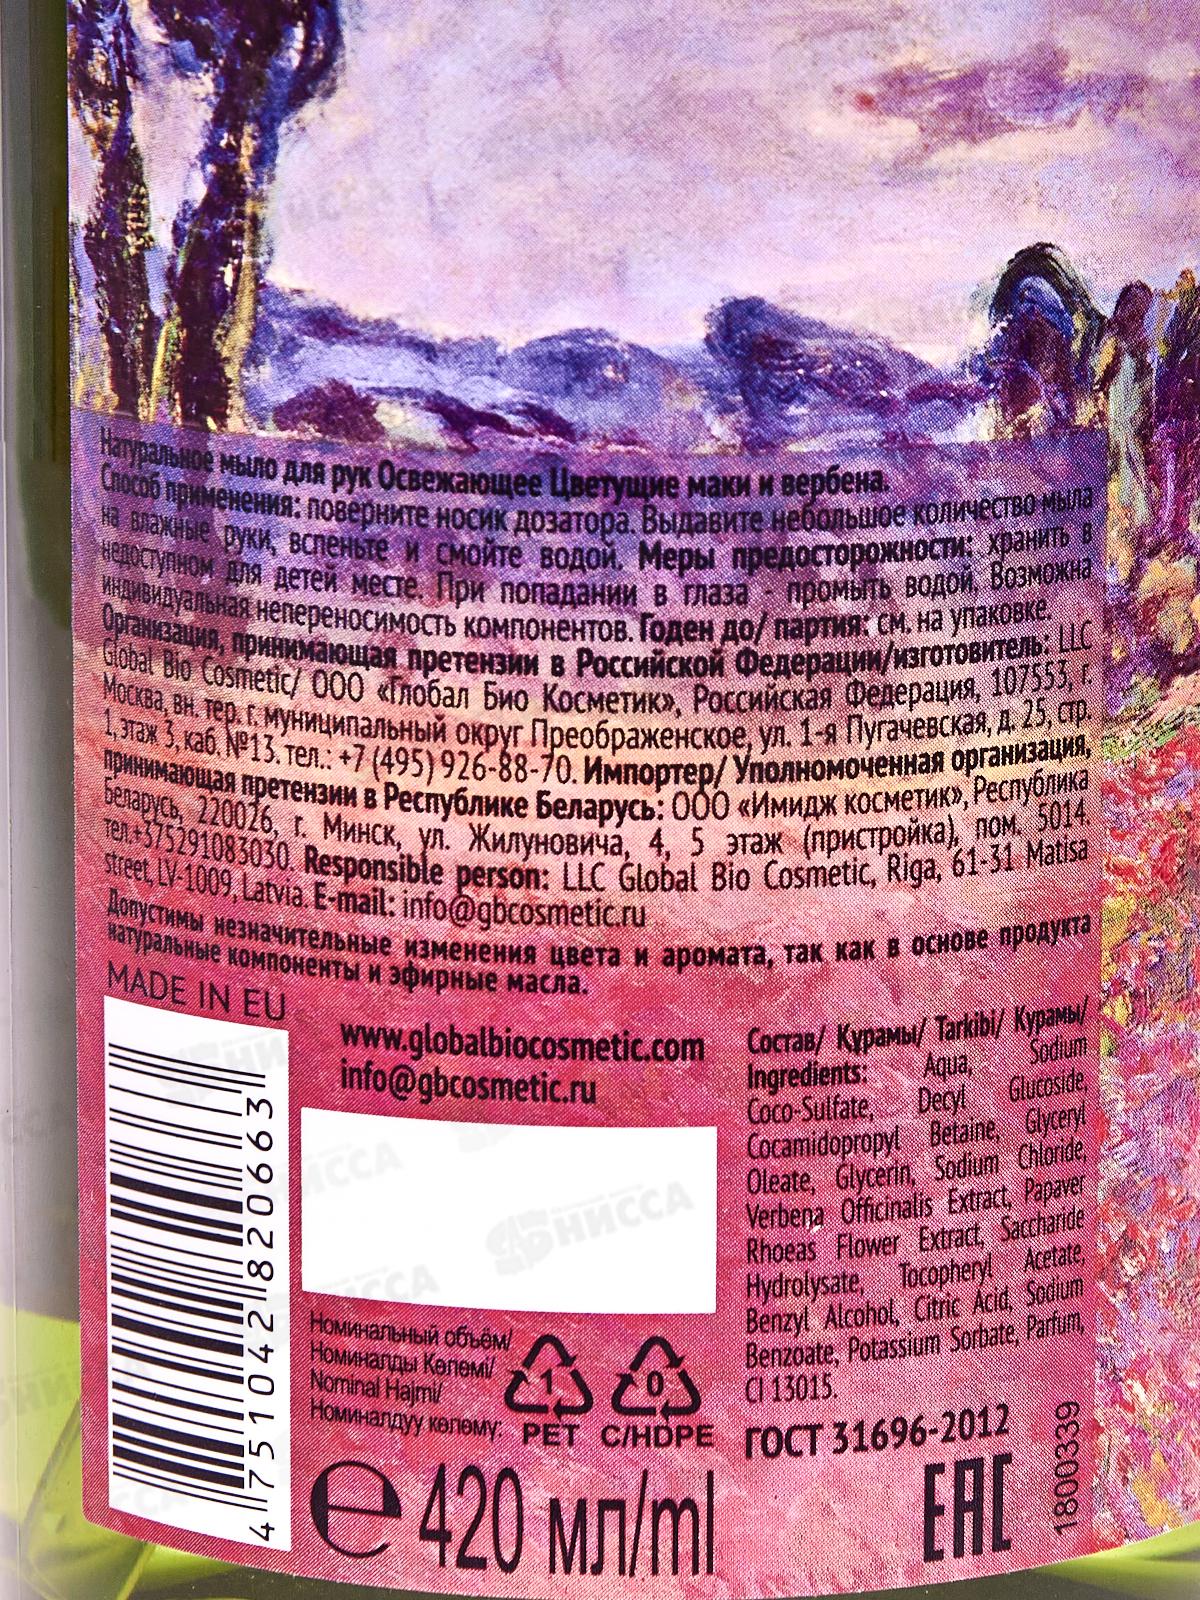 Натуральное мыло для рук Освежающее Цветущие маки и вербена.
Способ применения: поверните носик дозатора. Выдавите небольшое количество мыла
на влажные руки, вспеньте и смойте водой. Меры предосторожности: хранить в
недоступном для детей месте. При попадании в глаза - промыть водой. Возможна
индивидуальная непереносимость компонентов. Годен до/ партия: см. на упаковке.
Организация, принимающая претензии в Российской Федерации/изготовитель: LLC
Global Bio Cosmetic/ ООО «Глобал Био Косметик», Российская Федерация, 107553, г.
Москва, вн. тер. г. муниципальный округ Преображенское, ул. 1-я Пугачевская, д. 25, стр.
1, этаж 3, каб. №13. тел.: +7 (495) 926-88-70. Импортер/ Уполномоченная организация,
принимающая претензии в Республике Беларусь: ООО «Имидж косметик», Республика
Беларусь, 220026, г. Минск, ул. Жилуновича, 4, 5 этаж (пристройка), пом. 5014.
тел.+375291083030. Responsible person: LLC Global Bio Cosmetic, Riga, 61-31 Matisa
street, LV-1009, Latvia. E-mail: info@gbcosmetic.ru
Допустимы незначительные изменения цвета и аромата, так как в основе продукта
натуральные компоненты и эфирные масла.
MADE IN EU
4 751042 820663
www.globalbiocosmetic.com
info@gbcosmetic.ru
Состав/ Құрамы/ Tarkibi/ Курамы/
Ingredients: Aqua, Sodium
Coco-Sulfate, Decyl Glucoside,
Cocamidopropyl Betaine, Glyceryl
Oleate, Glycerin, Sodium Chloride,
Verbena Officinalis Extract, Papaver
Rhoeas Flower Extract, Saccharide
Hydrolysate, Tocopheryl Acetate,
Benzyl Alcohol, Citric Acid, Sodium
Benzoate, Potassium Sorbate, Parfum,
CI 13015.
ГОСТ 31696-2012
Номинальный объём/
Номиналды Көлемі/
Nominal Hajmi/
Номиналдуу көлөмү:
1
PET
0
C/HDPE
℮ 420 мл/ml
EAC
1800339
БНИССА